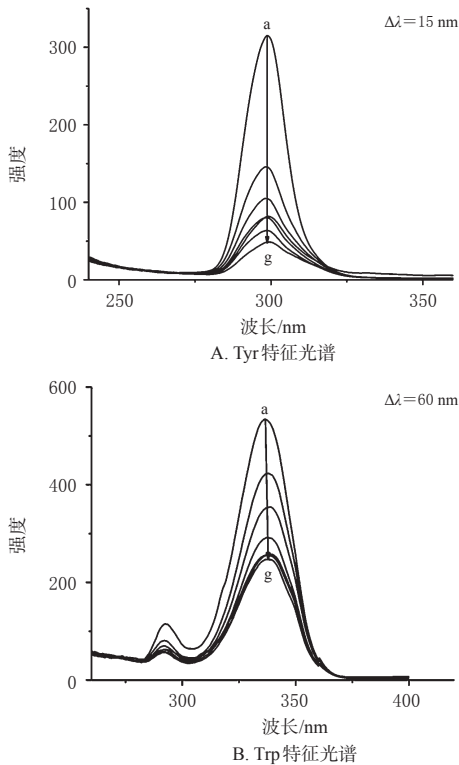 Δλ=15 nm
a
300
200
强度
100
g
0
250
300
350
波长/nm
A. Tyr特征光谱
600
Δλ=60 nm
a
400
强度
200
g
0
300
350
400
波长/nm
B. Trp特征光谱